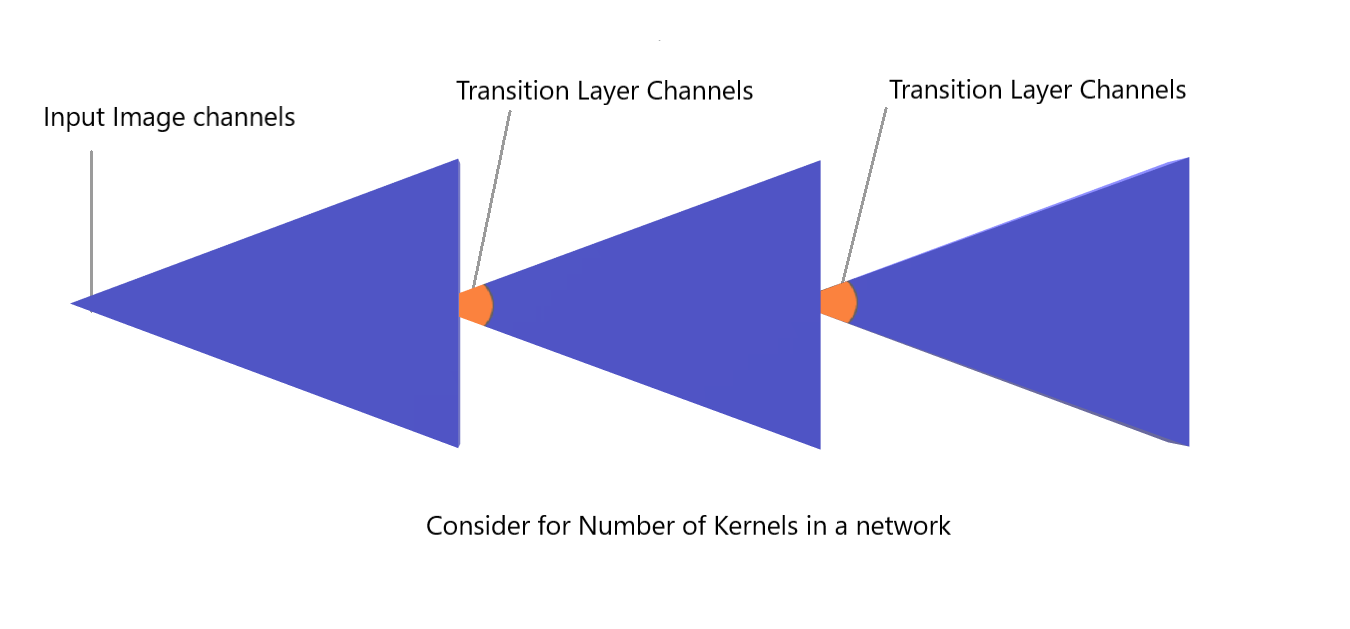 Transition Layer Channels
Transition Layer Channels
Input Image channels
Consider for Number of Kernels in a network